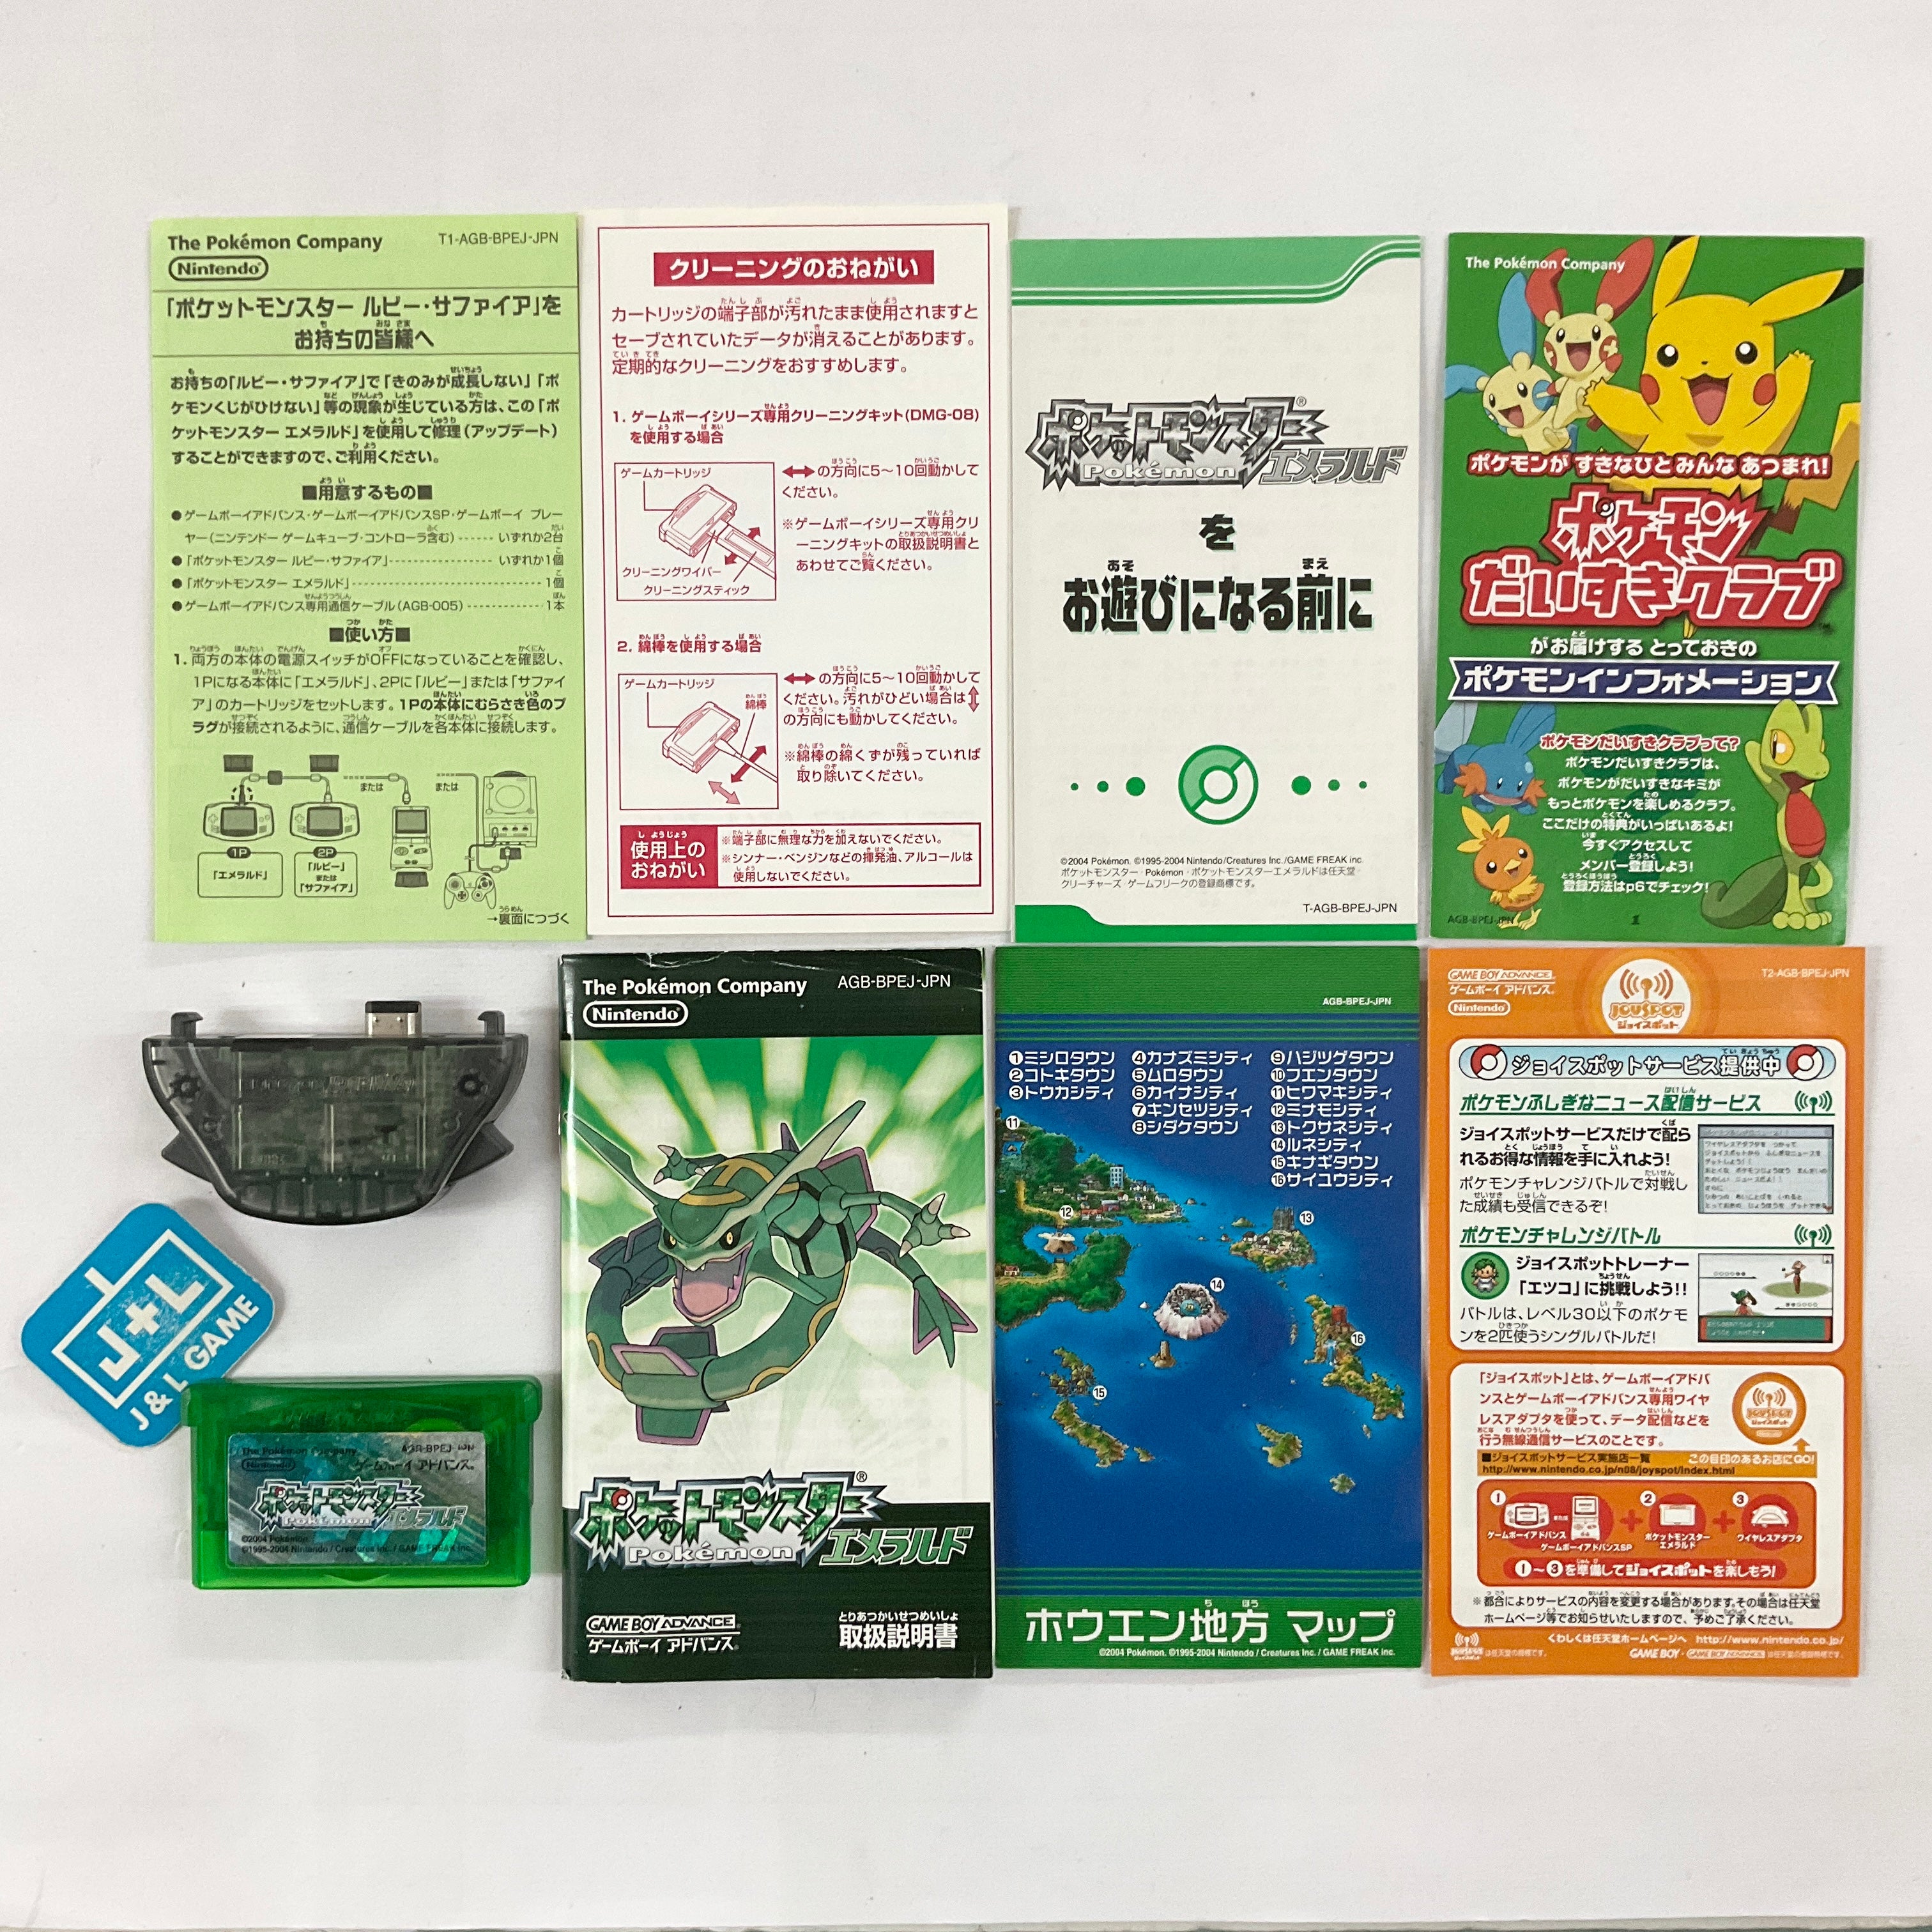 The Pokémon Company
T1-AGB-BPEJ-JPN
Nintendo
「ポケットモンスター ルビー・サファイア」を
お持ちの皆様へ
お持ちの「ルビー・サファイア」で「きのみが成長しない」「ポ
ケモンくじがひけない」等の現象が生じている方は、この「ポ
ケットモンスター エメラルド」を使用して修理(アップデート)
することができますので、ご利用ください。
■用意するもの■
●ゲームボーイアドバンス・ゲームボーイアドバンスSP・ゲームボーイ プレー
ヤー(ニンテンドー ゲームキューブ・コントローラ含む) ------ いずれか2台
●「ポケットモンスター ルビー・サファイア」------ いずれか1個
●「ポケットモンスター エメラルド」------ 1個
●ゲームボーイアドバンス専用通信ケーブル(AGB-005) ------ 1本
■使い方■
1. 両方の本体の電源スイッチがOFFになっていることを確認し、
1Pになる本体に「エメラルド」、2Pに「ルビー」または「サファイ
ア」のカートリッジをセットします。1Pの本体にむらさき色のプ
ラグが接続されるように、通信ケーブルを各本体に接続します。
または
または
1P
2P
「エメラルド」
「ルビー」
または
「サファイア」
→裏面につづく
クリーニングのおねがい
カートリッジの端子部が汚れたまま使用されますと
セーブされていたデータが消えることがあります。
定期的なクリーニングをおすすめします。
1. ゲームボーイシリーズ専用クリーニングキット(DMG-08)
を使用する場合
ゲームカートリッジ
クリーニングワイパー
クリーニングスティック
⟷の方向に5〜10回動かして
ください。
※ゲームボーイシリーズ専用クリ
ーニングキットの取扱説明書と
あわせてご覧ください。
2. 綿棒を使用する場合
ゲームカートリッジ
綿棒
⟷の方向に5〜10回動かして
ください。汚れがひどい場合は↕
の方向にも動かしてください。
※綿棒の綿くずが残っていれば
取り除いてください。
使用上の
おねがい
※端子部に無理な力を加えないでください。
※シンナー・ベンジンなどの揮発油、アルコールは
使用しないでください。
ポケットモンスター®
Pokémon エメラルド
を
お遊びになる前に
©2004 Pokémon. ©1995-2004 Nintendo/Creatures Inc./GAME FREAK inc.
ポケットモンスター・Pokémon・ポケットモンスターエメラルドは任天堂・
クリーチャーズ・ゲームフリークの登録商標です。
T-AGB-BPEJ-JPN
The Pokémon Company
ポケモンが すきなひと みんな あつまれ!
ポケモン
だいすきクラブ
がお届けする とっておきの
ポケモンインフォメーション
ポケモンだいすきクラブって?
ポケモンだいすきクラブは、
ポケモンがだいすきなキミが
もっとポケモンを楽しめるクラブ。
ここだけの特典がいっぱいあるよ!
今すぐアクセスして
メンバー登録しよう!
登録方法はp6でチェック!
AGB-BPEJ-JPN
1
J+L
J & L GAME
The Pokémon Company
AGB-BPEJ-JPN
Nintendo
ゲームボーイ アドバンス
ポケットモンスター
Pokémon エメラルド
©2004 Pokémon.
©1995-2004 Nintendo / Creatures Inc. / GAME FREAK inc.
The Pokémon Company
AGB-BPEJ-JPN
Nintendo
ポケットモンスター®
Pokémon エメラルド
GAME BOY ADVANCE
ゲームボーイ アドバンス
取扱説明書
とりあつかいせつめいしょ
AGB-BPEJ-JPN
①ミシロタウン ④カナズミシティ ⑨ハジツゲタウン
②コトキタウン ⑤ムロタウン ⑩フエンタウン
③トウカシティ ⑥カイナシティ ⑪ヒワマキシティ
⑦キンセツシティ ⑫ミナモシティ
⑧シダケタウン ⑬トクサネシティ
⑭ルネシティ
⑮キナギタウン
⑯サイユウシティ
⑪
⑫
⑬
⑭
⑯
⑮
ホウエン地方 マップ
©2004 Pokémon. ©1995-2004 Nintendo / Creatures Inc. / GAME FREAK inc.
GAME BOY ADVANCE
ゲームボーイ アドバンス
Nintendo
T2-AGB-BPEJ-JPN
JOYSPOT
ジョイスポット
ジョイスポットサービス提供中
ポケモンふしぎなニュース配信サービス
ジョイスポットサービスだけで配ら
れるお得な情報を手に入れよう!
ポケモンチャレンジバトルで対戦し
た成績も受信できるぞ!
ポケモンチャレンジバトル
ジョイスポットトレーナー
「エツコ」に挑戦しよう!!
バトルは、レベル30以下のポケモ
ンを2匹使うシングルバトルだ!
「ジョイスポット」とは、ゲームボーイアドバ
ンスとゲームボーイアドバンス専用ワイヤ
レスアダプタを使って、データ配信などを
行う無線通信サービスのことです。
■ジョイスポットサービス実施店一覧
http://www.nintendo.co.jp/n08/joyspot/index.html
この目印のあるお店にGO!
① または + ② + ③
ゲームボーイアドバンス
ゲームボーイアドバンスSP
ポケットモンスター
エメラルド
ワイヤレスアダプタ
①〜③を準備してジョイスポットを楽しもう!
※都合によりサービスの内容を変更する場合があります。その場合は任天堂
ホームページ等でお知らせいたしますので、予めご了承ください。
くわしくは任天堂ホームページへ http://www.nintendo.co.jp/
は任天堂の商標です。
GAME BOY・GAME BOY ADVANCE は任天堂の登録商標です。